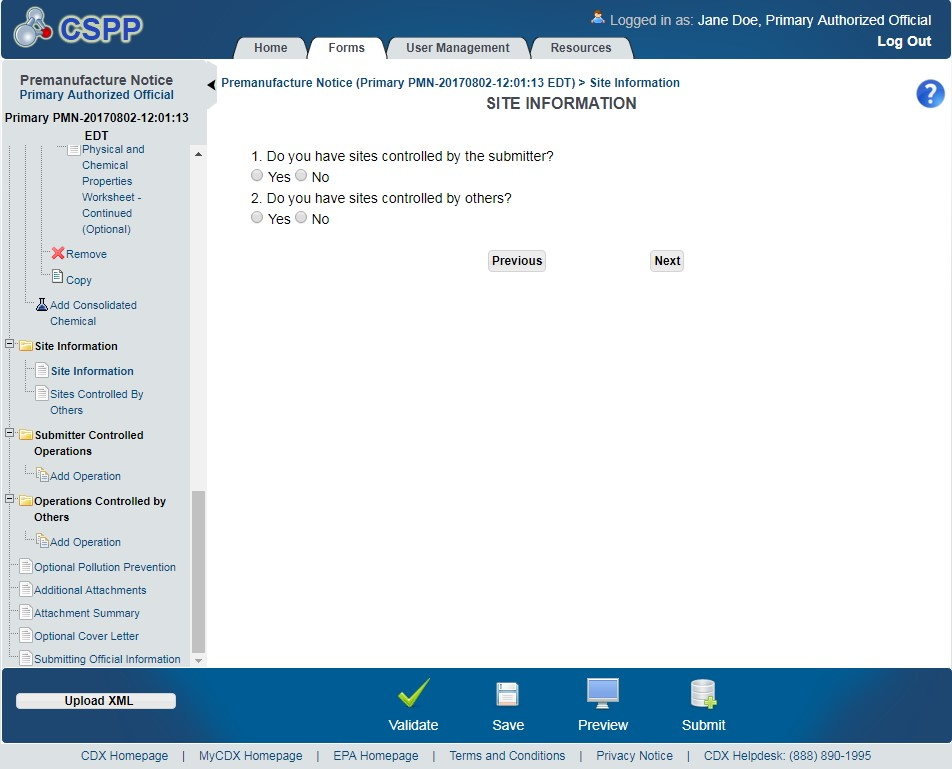 CSPP
Logged in as: Jane Doe, Primary Authorized Official
Log Out
Home
Forms
User Management
Resources
Premanufacture Notice
Primary Authorized Official
Primary PMN-20170802-12:01:13
EDT
Physical and
Chemical
Properties
Worksheet -
Continued
(Optional)
Remove
Copy
Add Consolidated
Chemical
Site Information
Site Information
Sites Controlled By
Others
Submitter Controlled
Operations
Add Operation
Operations Controlled by
Others
Add Operation
Optional Pollution Prevention
Additional Attachments
Attachment Summary
Optional Cover Letter
Submitting Official Information
Premanufacture Notice (Primary PMN-20170802-12:01:13 EDT) > Site Information
?
SITE INFORMATION
1. Do you have sites controlled by the submitter?
Yes No
2. Do you have sites controlled by others?
Yes No
Previous Next
Upload XML
Validate
Save
Preview
Submit
CDX Homepage | MyCDX Homepage | EPA Homepage | Terms and Conditions | Privacy Notice | CDX Helpdesk: (888) 890-1995